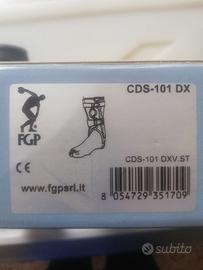 CDS-101 DX
FGP
CE
CDS-101 DXV.ST
www.fgpsrl.it
8 054729 351709
subito